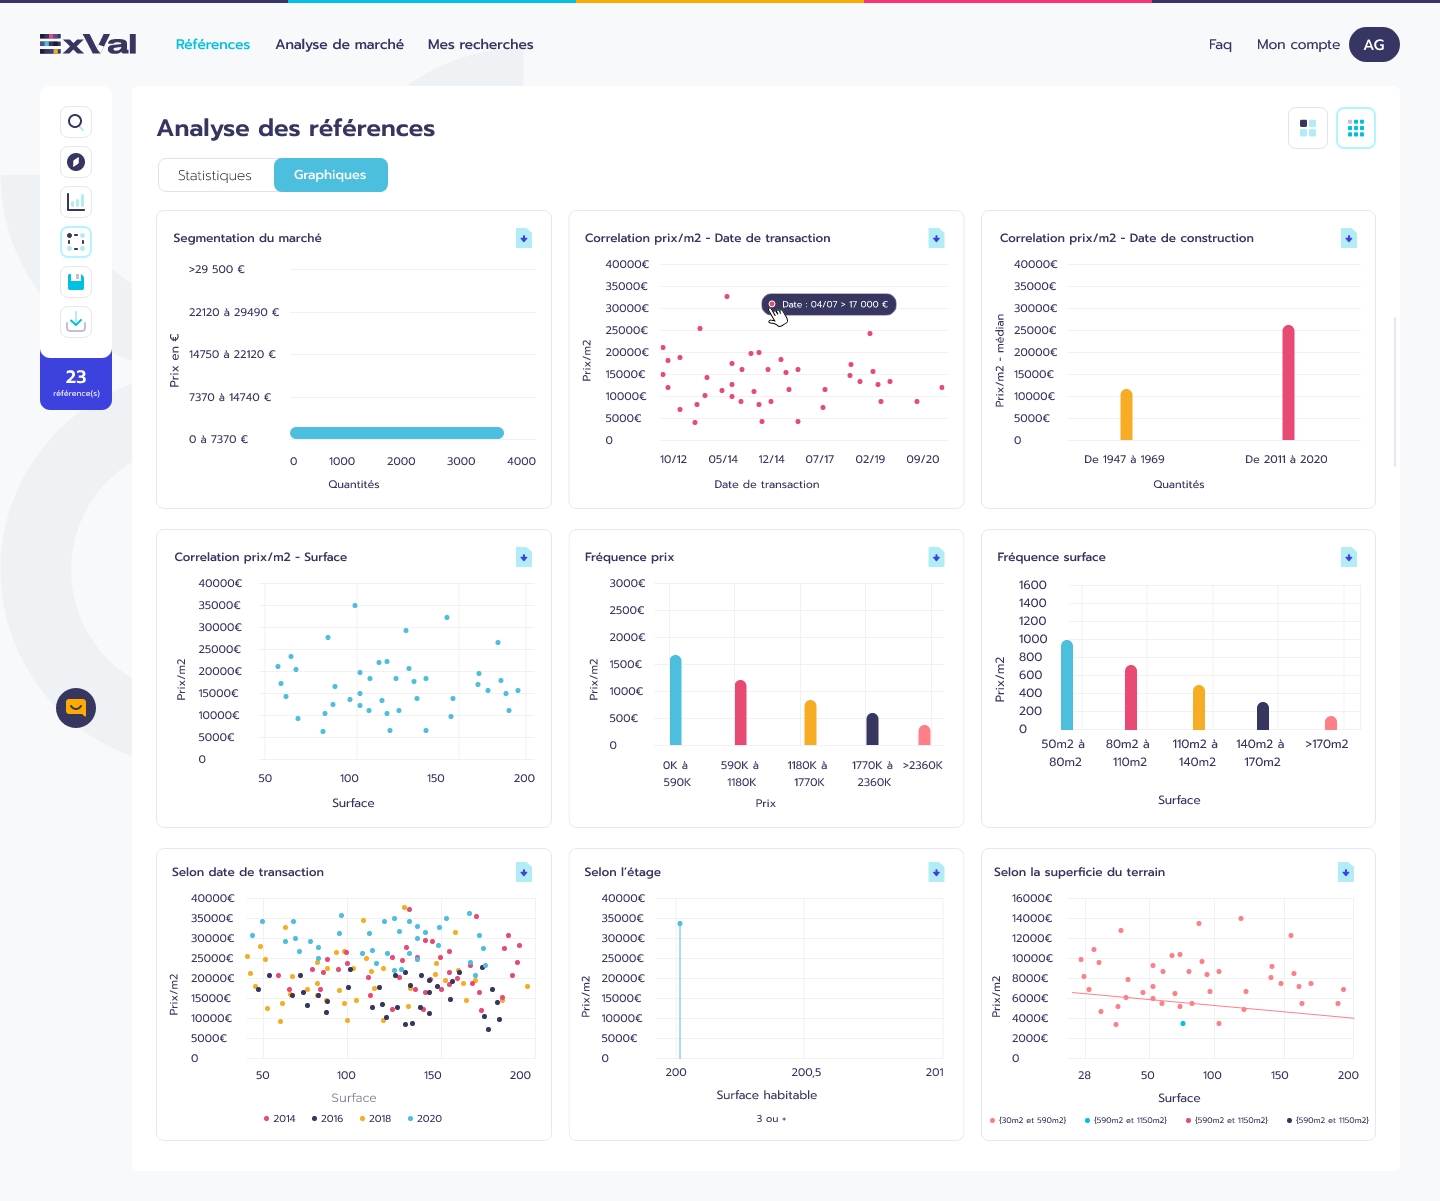 ExVal
Références
Analyse de marché
Mes recherches
Faq
Mon compte
AG
23
référence(s)
Analyse des références
Statistiques
Graphiques
Segmentation du marché
Prix en €
>29 500 €
22120 à 29490 €
14750 à 22120 €
7370 à 14740 €
0 à 7370 €
0 1000 2000 3000 4000
Quantités
Correlation prix/m2 - Date de transaction
Prix/m2
40000€
35000€
30000€
25000€
20000€
15000€
10000€
5000€
0
Date : 04/07 > 17 000 €
10/12 05/14 12/14 07/17 02/19 09/20
Date de transaction
Correlation prix/m2 - Date de construction
Prix/m2 - médian
40000€
35000€
30000€
25000€
20000€
15000€
10000€
5000€
0
De 1947 à 1969 De 2011 à 2020
Quantités
Correlation prix/m2 - Surface
Prix/m2
40000€
35000€
30000€
25000€
20000€
15000€
10000€
5000€
0
50 100 150 200
Surface
Fréquence prix
Prix/m2
3000€
2500€
2000€
1500€
1000€
500€
0
0K à 590K à 1180K à 1770K à >2360K
590K 1180K 1770K 2360K
Prix
Fréquence surface
Prix/m2
1600
1400
1200
1000
800
600
400
200
0
50m2 à 80m2 à 110m2 à 140m2 à >170m2
80m2 110m2 140m2 170m2
Surface
Selon date de transaction
Prix/m2
40000€
35000€
30000€
25000€
20000€
15000€
10000€
5000€
0
50 100 150 200
Surface
2014 2016 2018 2020
Selon l'étage
Prix/m2
40000€
35000€
30000€
25000€
20000€
15000€
10000€
5000€
0
200 200,5 201
Surface habitable
3 ou +
Selon la superficie du terrain
Prix/m2
16000€
14000€
12000€
10000€
8000€
6000€
4000€
2000€
0
28 50 100 150 200
Surface
{30m2 et 590m2} {590m2 et 1150m2} {590m2 et 1150m2} {590m2 et 1150m2}